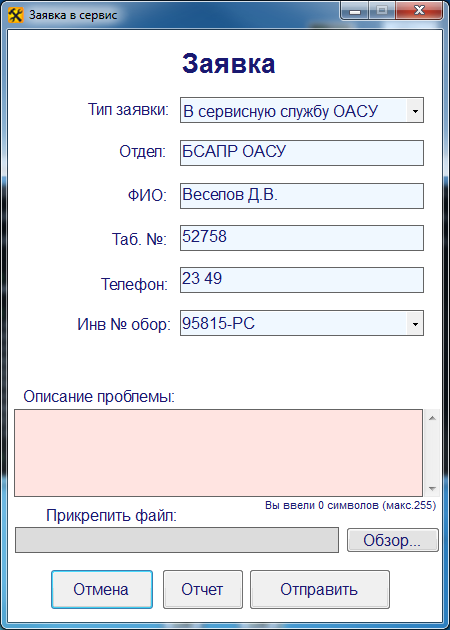 Заявка в сервис
Заявка
Тип заявки: В сервисную службу ОАСУ
Отдел: БСАПР ОАСУ
ФИО: Веселов Д.В.
Таб. №: 52758
Телефон: 23 49
Инв № обор: 95815-PC
Описание проблемы:
Вы ввели 0 символов (макс.255)
Прикрепить файл:
Обзор...
Отмена Отчет Отправить